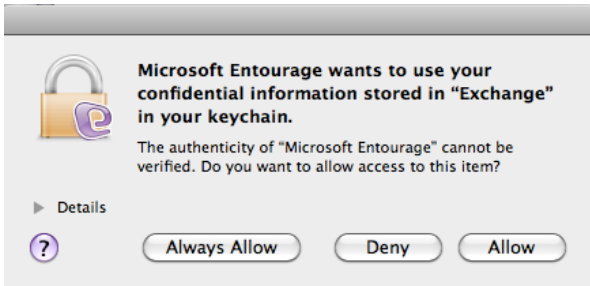 Microsoft Entourage wants to use your
confidential information stored in “Exchange”
in your keychain.
The authenticity of “Microsoft Entourage” cannot be
verified. Do you want to allow access to this item?
Details
?
Always Allow
Deny
Allow